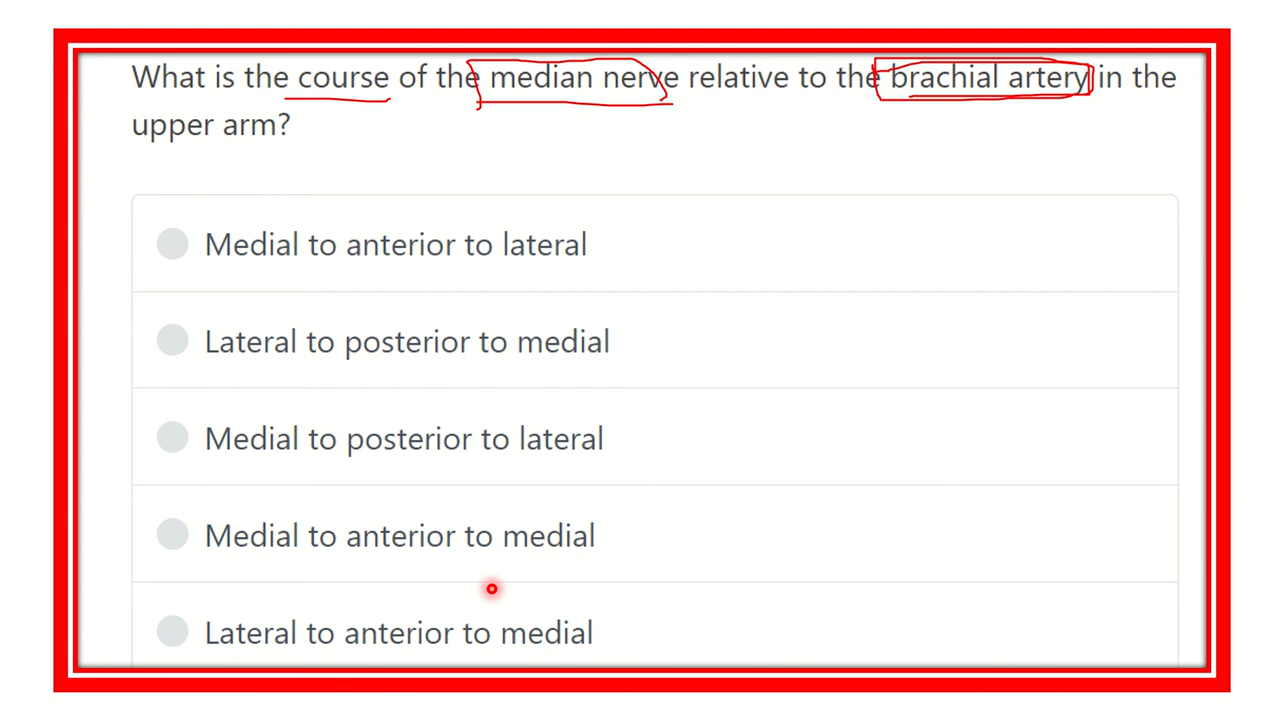 What is the course of the median nerve relative to the brachial artery in the
upper arm?
Medial to anterior to lateral
Lateral to posterior to medial
Medial to posterior to lateral
Medial to anterior to medial
Lateral to anterior to medial